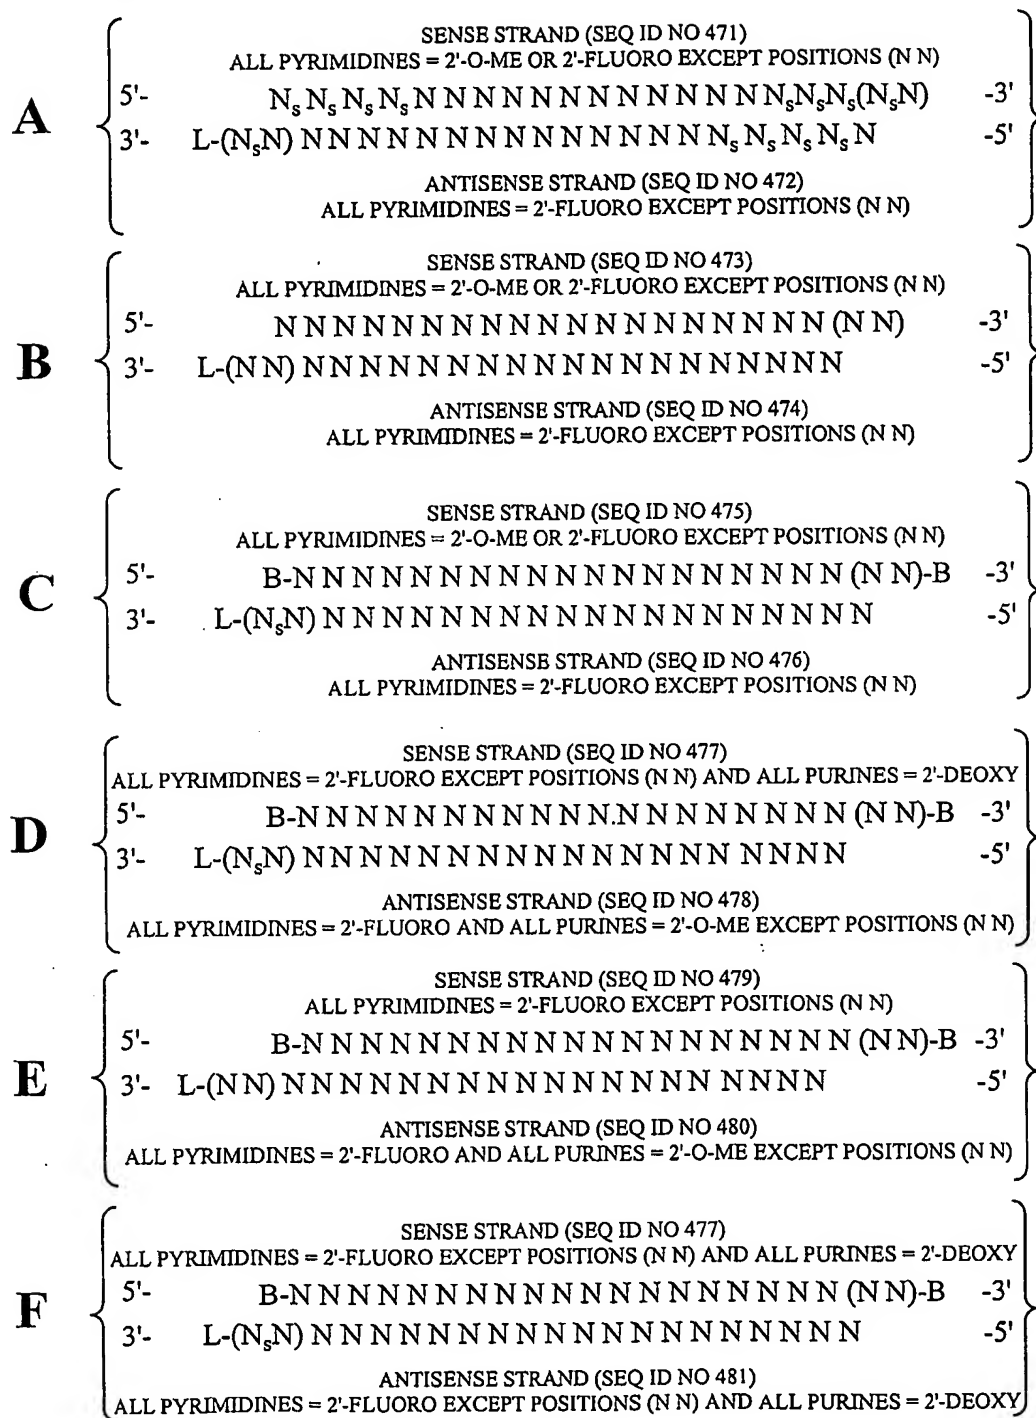 SENSE STRAND (SEQ ID NO 471)
ALL PYRIMIDINES = 2'-O-ME OR 2'-FLUORO EXCEPT POSITIONS (N N)
A
5'- NsNsNsNsN N N N N N N N N N N NNsNsNs(NsN) -3'
3'- L-(NsN) N N N N N N N N N N N N N N Ns Ns Ns Ns N -5'
ANTISENSE STRAND (SEQ ID NO 472)
ALL PYRIMIDINES = 2'-FLUORO EXCEPT POSITIONS (N N)
SENSE STRAND (SEQ ID NO 473)
ALL PYRIMIDINES = 2'-O-ME OR 2'-FLUORO EXCEPT POSITIONS (N N)
B
5'- N N N N N N N N N N N N N N N N N N N (N N) -3'
3'- L-(N N) N N N N N N N N N N N N N N N N N N N -5'
ANTISENSE STRAND (SEQ ID NO 474)
ALL PYRIMIDINES = 2'-FLUORO EXCEPT POSITIONS (N N)
SENSE STRAND (SEQ ID NO 475)
ALL PYRIMIDINES = 2'-O-ME OR 2'-FLUORO EXCEPT POSITIONS (N N)
C
5'- B-N N N N N N N N N N N N N N N N N N N (N N)-B -3'
3'- L-(NsN) N N N N N N N N N N N N N N N N N N N -5'
ANTISENSE STRAND (SEQ ID NO 476)
ALL PYRIMIDINES = 2'-FLUORO EXCEPT POSITIONS (N N)
SENSE STRAND (SEQ ID NO 477)
ALL PYRIMIDINES = 2'-FLUORO EXCEPT POSITIONS (N N) AND ALL PURINES = 2'-DEOXY
D
5'- B-N N N N N N N N N N N.N N N N N N N N (N N)-B -3'
3'- L-(NsN) N N N N N N N N N N N N N N N N N N N -5'
ANTISENSE STRAND (SEQ ID NO 478)
ALL PYRIMIDINES = 2'-FLUORO AND ALL PURINES = 2'-O-ME EXCEPT POSITIONS (N N)
SENSE STRAND (SEQ ID NO 479)
ALL PYRIMIDINES = 2'-FLUORO EXCEPT POSITIONS (N N)
E
5'- B-N N N N N N N N N N N N N N N N N N N (N N)-B -3'
3'- L-(N N) N N N N N N N N N N N N N N N N N N N -5'
ANTISENSE STRAND (SEQ ID NO 480)
ALL PYRIMIDINES = 2'-FLUORO AND ALL PURINES = 2'-O-ME EXCEPT POSITIONS (N N)
SENSE STRAND (SEQ ID NO 477)
ALL PYRIMIDINES = 2'-FLUORO EXCEPT POSITIONS (N N) AND ALL PURINES = 2'-DEOXY
F
5'- B-N N N N N N N N N N N N N N N N N N N (N N)-B -3'
3'- L-(NsN) N N N N N N N N N N N N N N N N N N N -5'
ANTISENSE STRAND (SEQ ID NO 481)
ALL PYRIMIDINES = 2'-FLUORO EXCEPT POSITIONS (N N) AND ALL PURINES = 2'-DEOXY